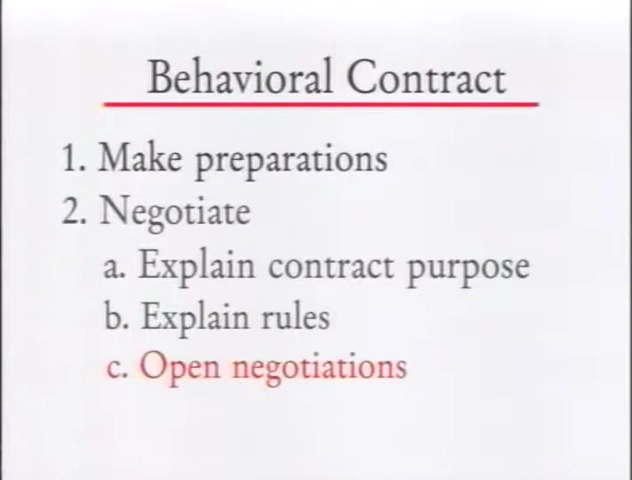 Behavioral Contract
1. Make preparations
2. Negotiate
a. Explain contract purpose
b. Explain rules
c. Open negotiations